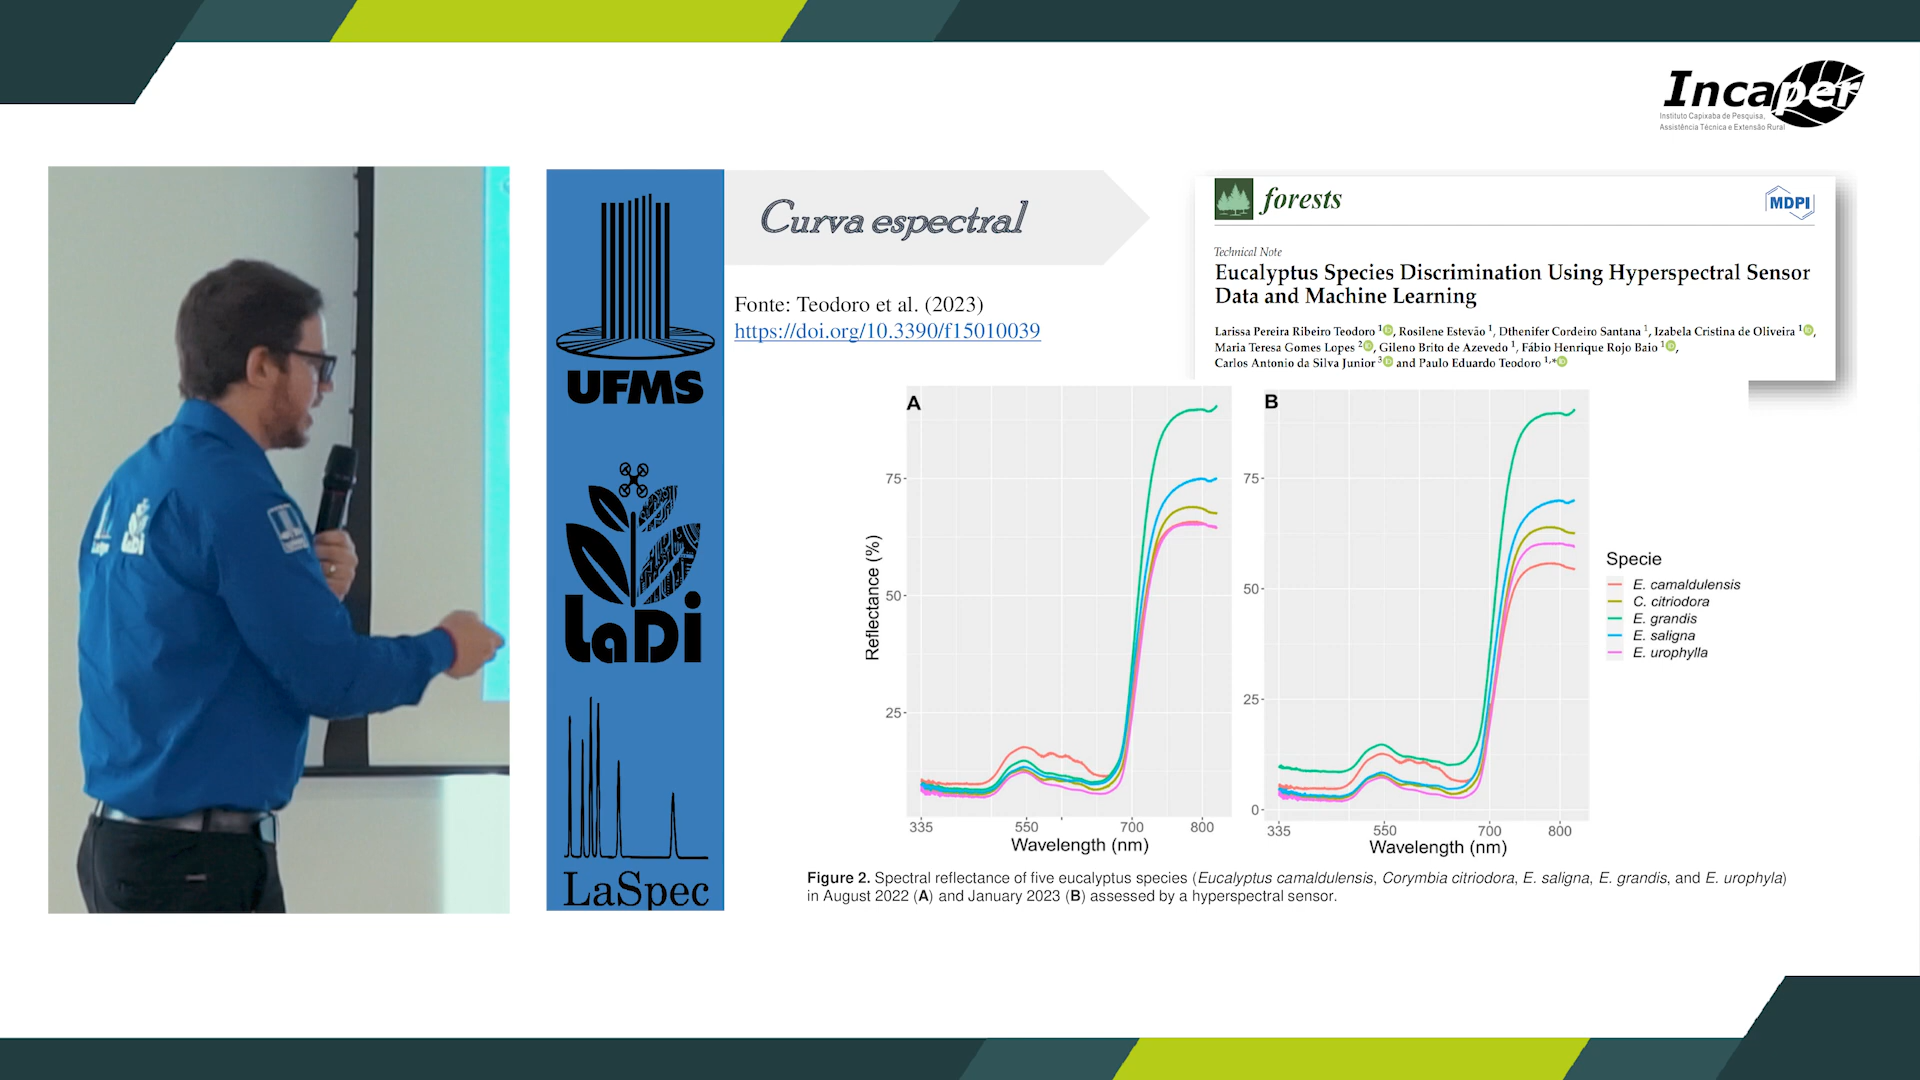 Incaper
Instituto Capixaba de Pesquisa,
Assistência Técnica e Extensão Rural
Curva espectral
Fonte: Teodoro et al. (2023)
https://doi.org/10.3390/f15010039
UFMS
LaDi
LaSpec
forests
MDPI
Technical Note
Eucalyptus Species Discrimination Using Hyperspectral Sensor
Data and Machine Learning
Larissa Pereira Ribeiro Teodoro 1, Rosilene Estevão 1, Dthenifer Cordeiro Santana 1, Izabela Cristina de Oliveira 1,
Maria Teresa Gomes Lopes 2, Gileno Brito de Azevedo 1, Fábio Henrique Rojo Baio 1,
Carlos Antonio da Silva Junior 3 and Paulo Eduardo Teodoro 1,*
A
Reflectance (%)
75
50
25
335 550 700 800
Wavelength (nm)
B
75
50
25
0
335 550 700 800
Wavelength (nm)
Specie
E. camaldulensis
C. citriodora
E. grandis
E. saligna
E. urophylla
Figure 2. Spectral reflectance of five eucalyptus species (Eucalyptus camaldulensis, Corymbia citriodora, E. saligna, E. grandis, and E. urophyla)
in August 2022 (A) and January 2023 (B) assessed by a hyperspectral sensor.
LaDi